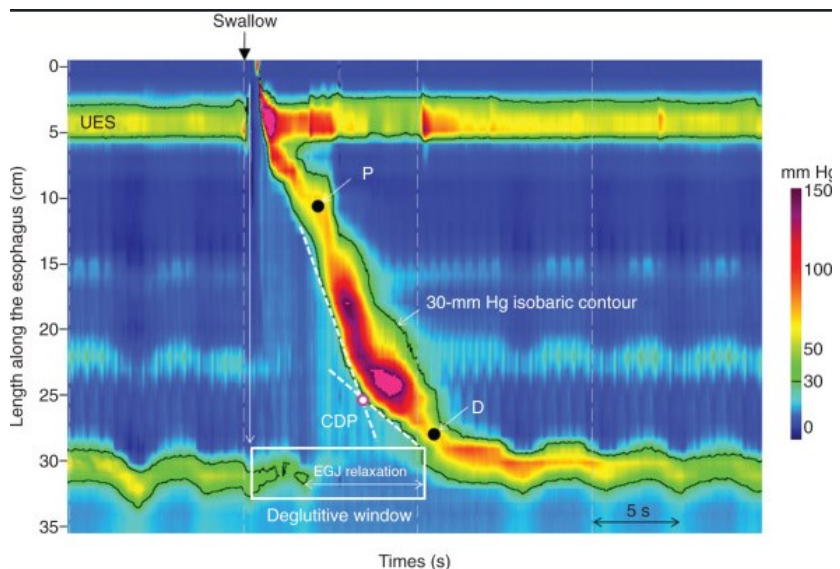 Swallow
0
5
10
15
20
25
30
35
Length along the esophagus (cm)
UES
P
30-mm Hg isobaric contour
CDP
D
EGJ relaxation
Deglutitive window
5 s
Times (s)
mm Hg
150
100
50
30
0